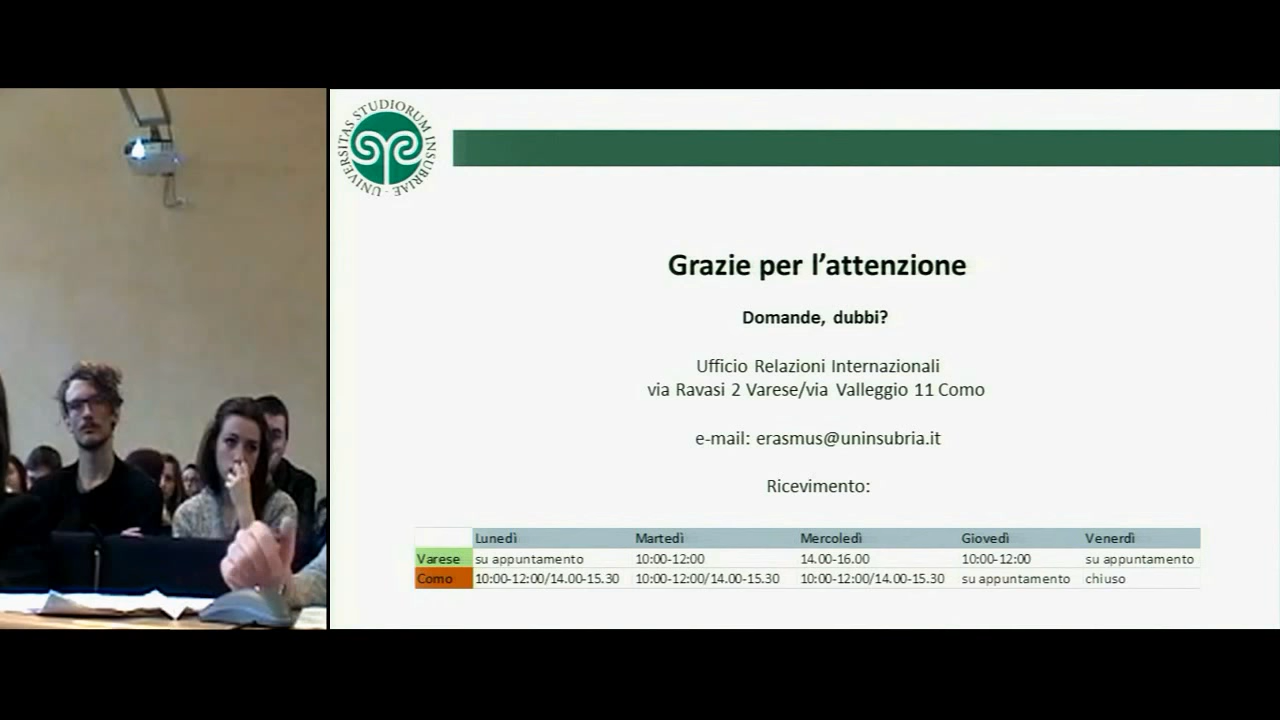 UNIVERSITAS STUDIORUM INSUBRIAE
Grazie per l'attenzione
Domande, dubbi?
Ufficio Relazioni Internazionali
via Ravasi 2 Varese/via Valleggio 11 Como
e-mail: erasmus@uninsubria.it
Ricevimento:
Lunedì Martedì Mercoledì Giovedì Venerdì
Varese su appuntamento 10:00-12:00 14.00-16.00 10:00-12:00 su appuntamento
Como 10:00-12:00/14.00-15.30 10:00-12:00/14.00-15.30 10:00-12:00/14.00-15.30 su appuntamento chiuso